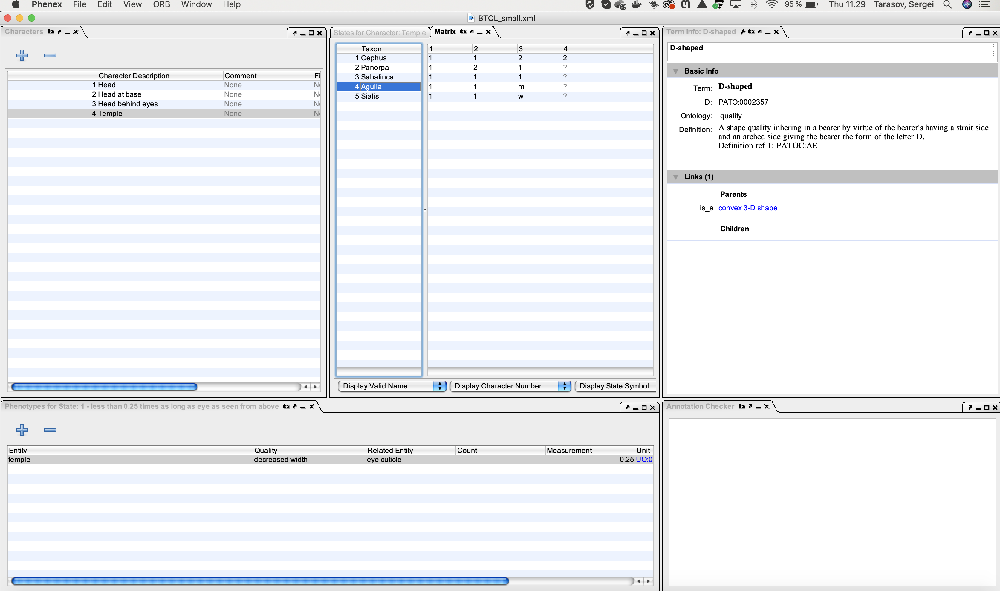 Phenex File Edit View ORB Window Help 95 % Thu 11.29 Tarasov, Sergei
BTOL_small.xml
Characters
Character Description Comment Fi
1 Head None
2 Head at base None
3 Head behind eyes None
4 Temple None
States for Character: Temple Matrix
Taxon 1 2 3 4
1 Cephus 1 1 2 2
2 Panorpa 1 2 1 ?
3 Sabatinca 1 1 1 ?
4 Agulla 1 1 m ?
5 Sialis 1 1 w ?
Display Valid Name Display Character Number Display State Symbol
Term Info: D-shaped
D-shaped
Basic Info
Term: D-shaped
ID: PATO:0002357
Ontology: quality
Definition: A shape quality inhering in a bearer by virtue of the bearer's having a strait side
and an arched side giving the bearer the form of the letter D.
Definition ref 1: PATOC:AE
Links (1)
Parents
is_a convex 3-D shape
Children
Phenotypes for State: 1 - less than 0.25 times as long as eye as seen from above
Entity Quality Related Entity Count Measurement Unit
temple decreased width eye cuticle 0.25 UO:0
Annotation Checker